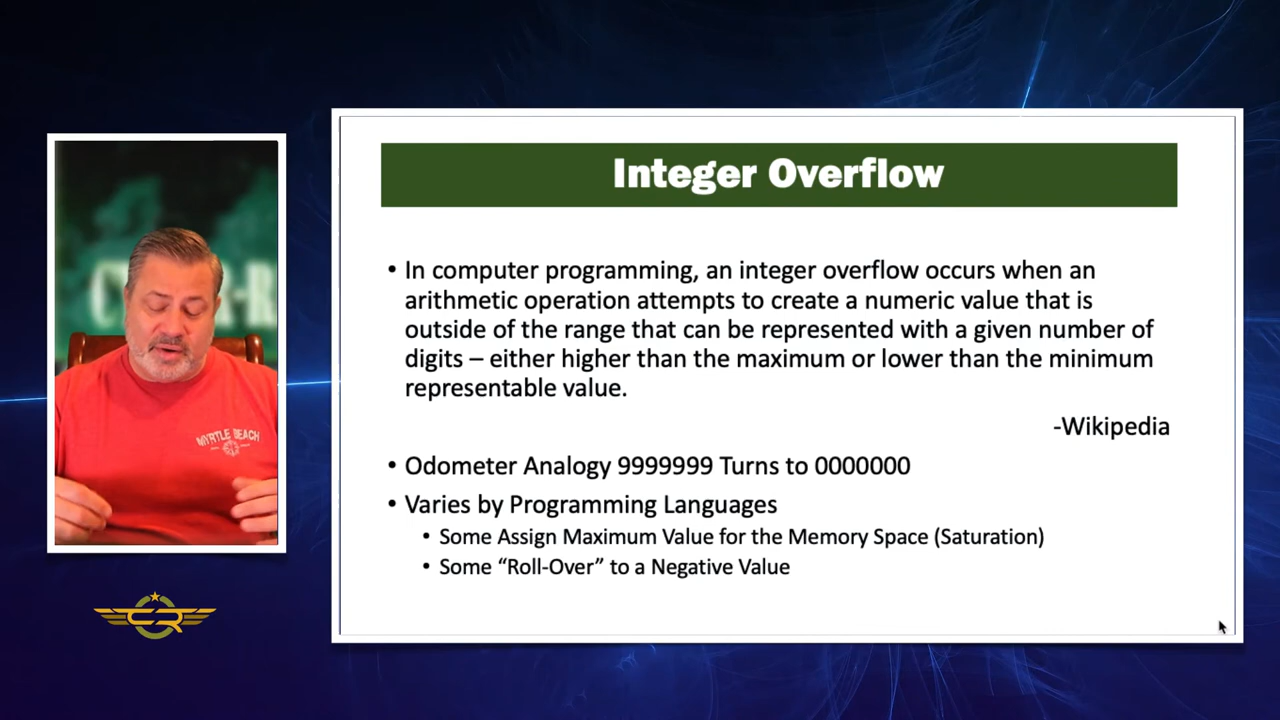 Integer Overflow
• In computer programming, an integer overflow occurs when an
arithmetic operation attempts to create a numeric value that is
outside of the range that can be represented with a given number of
digits – either higher than the maximum or lower than the minimum
representable value.
-Wikipedia
• Odometer Analogy 9999999 Turns to 0000000
• Varies by Programming Languages
• Some Assign Maximum Value for the Memory Space (Saturation)
• Some “Roll-Over” to a Negative Value
MYRTLE BEACH
CR